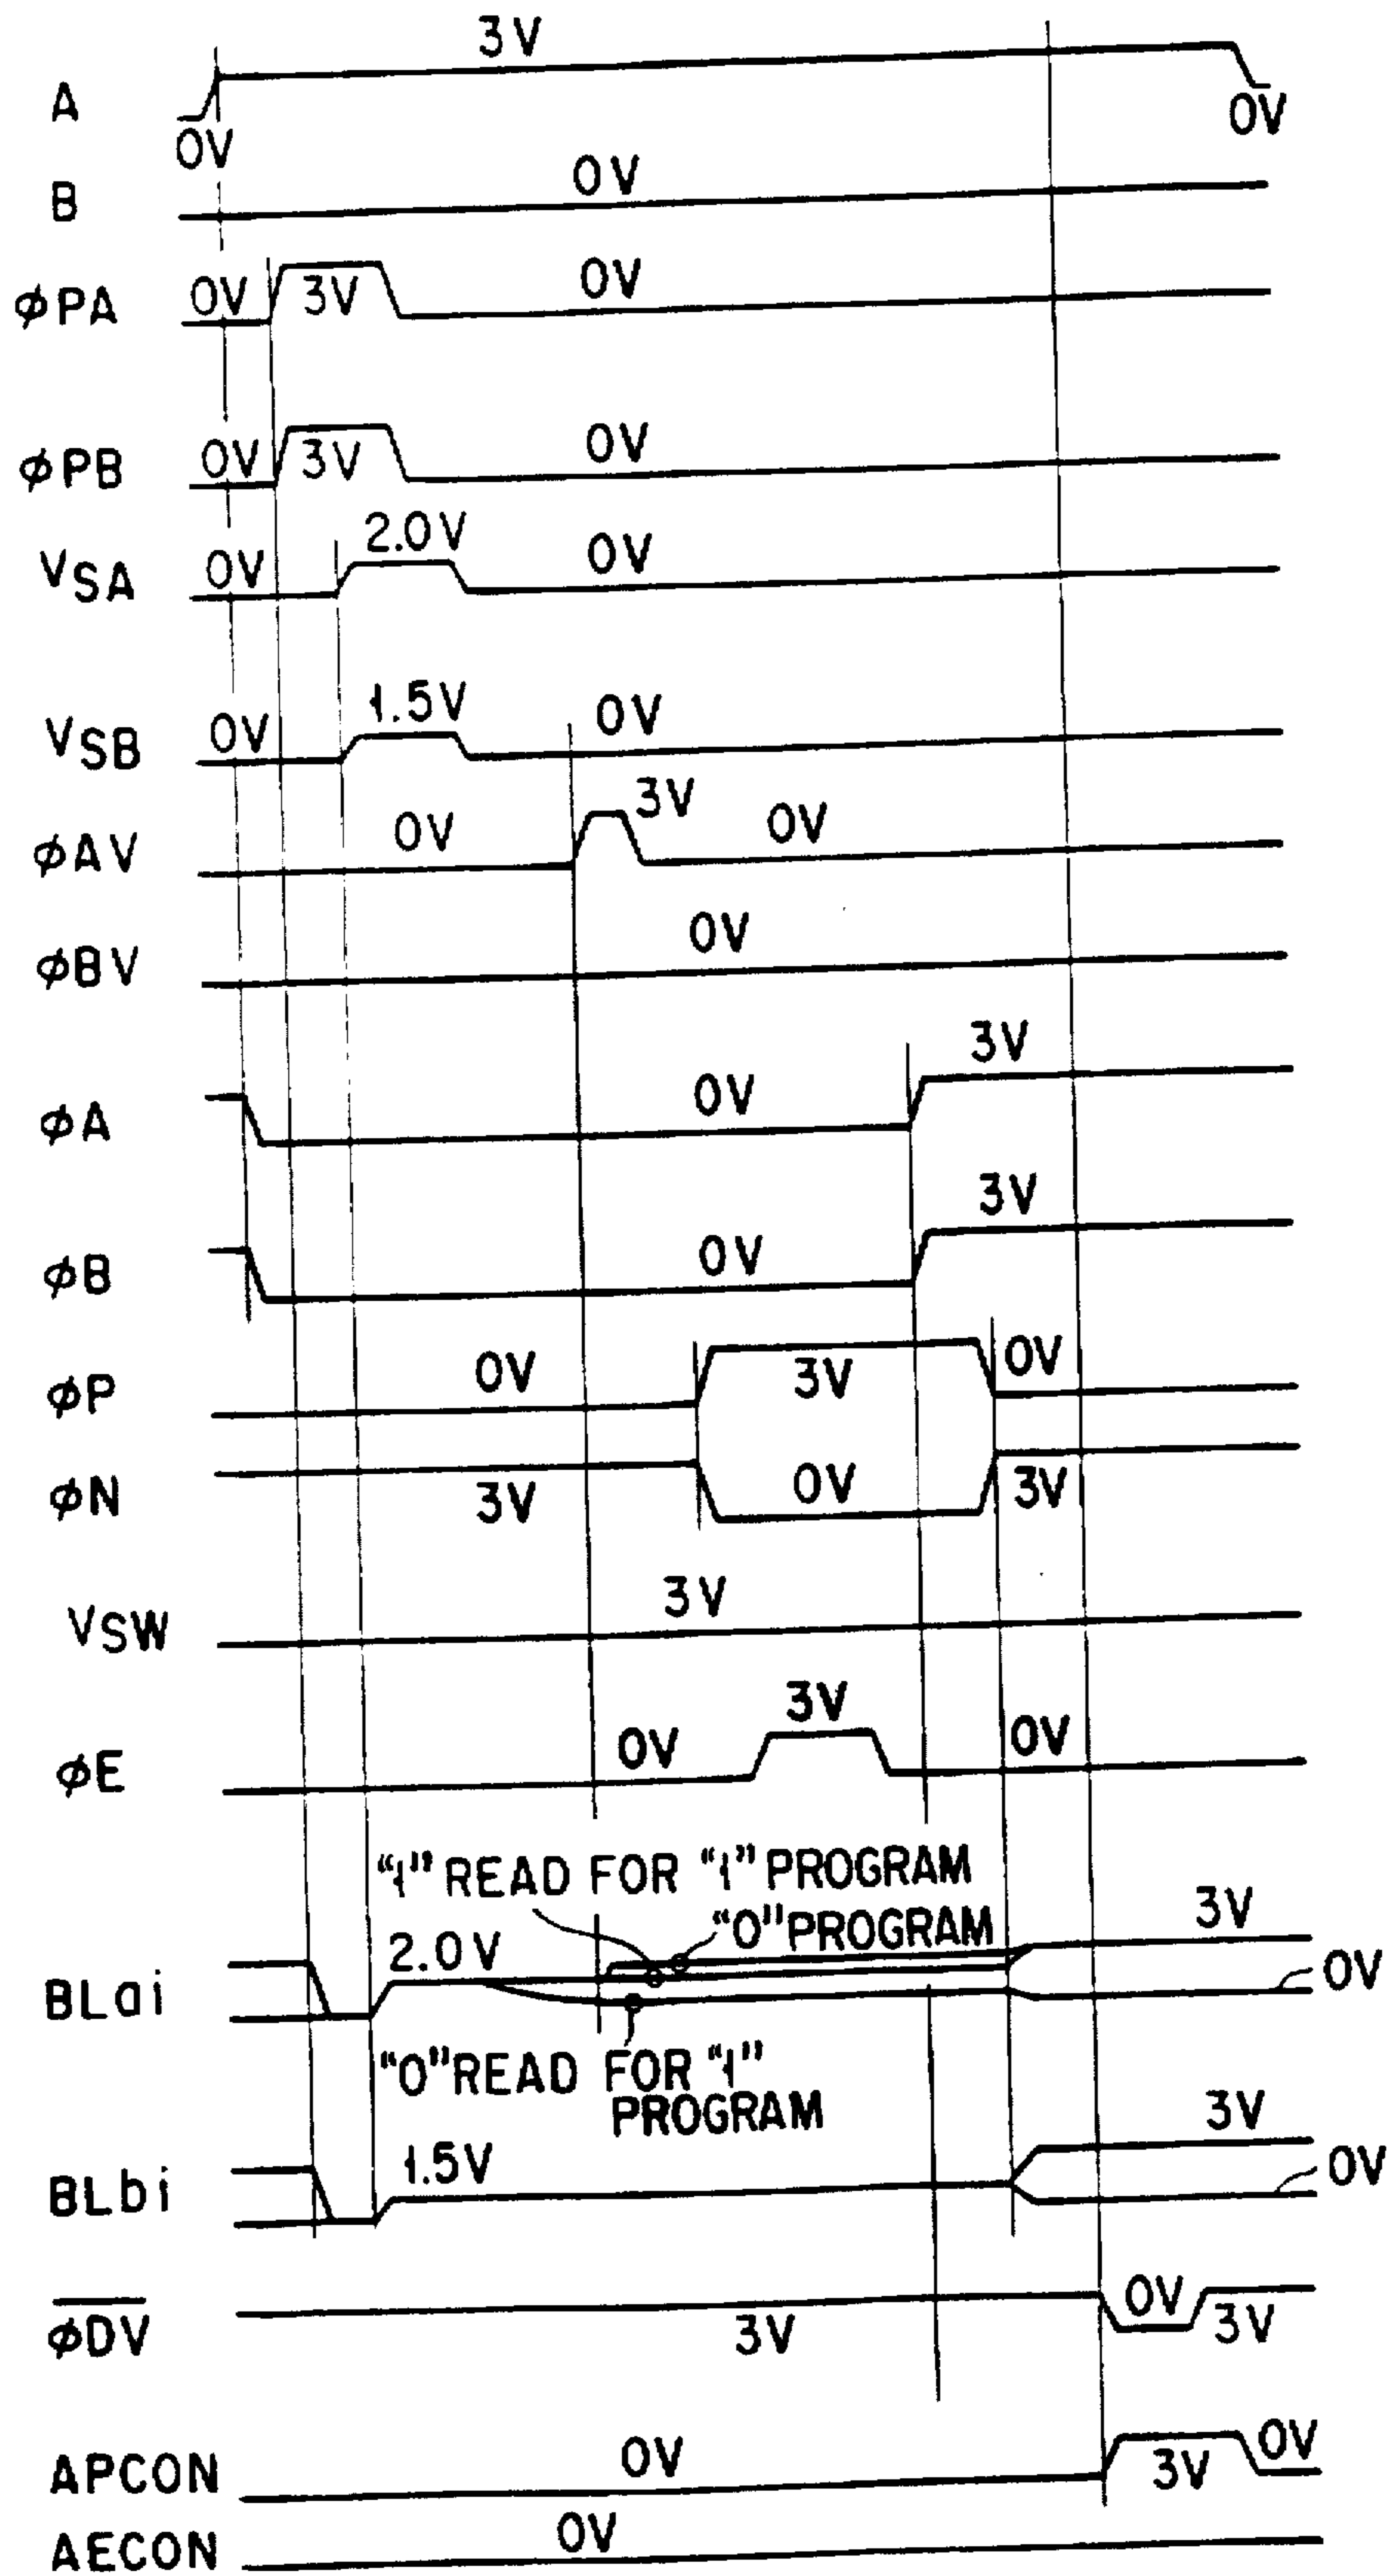 3V
A
0V
0V
B
0V
φPA
0V
3V
0V
φPB
0V
3V
0V
VSA
0V
2.0V
0V
VSB
0V
1.5V
0V
φAV
0V
3V
0V
φBV
0V
φA
0V
3V
φB
0V
3V
φP
0V
3V
0V
φN
3V
0V
3V
VSW
3V
φE
0V
3V
0V
"1" READ FOR "1" PROGRAM
"0" PROGRAM
BLai
2.0V
3V
0V
"0" READ FOR "1"
PROGRAM
BLbi
1.5V
3V
0V
φDV
3V
0V
3V
APCON
0V
3V
0V
AECON
0V